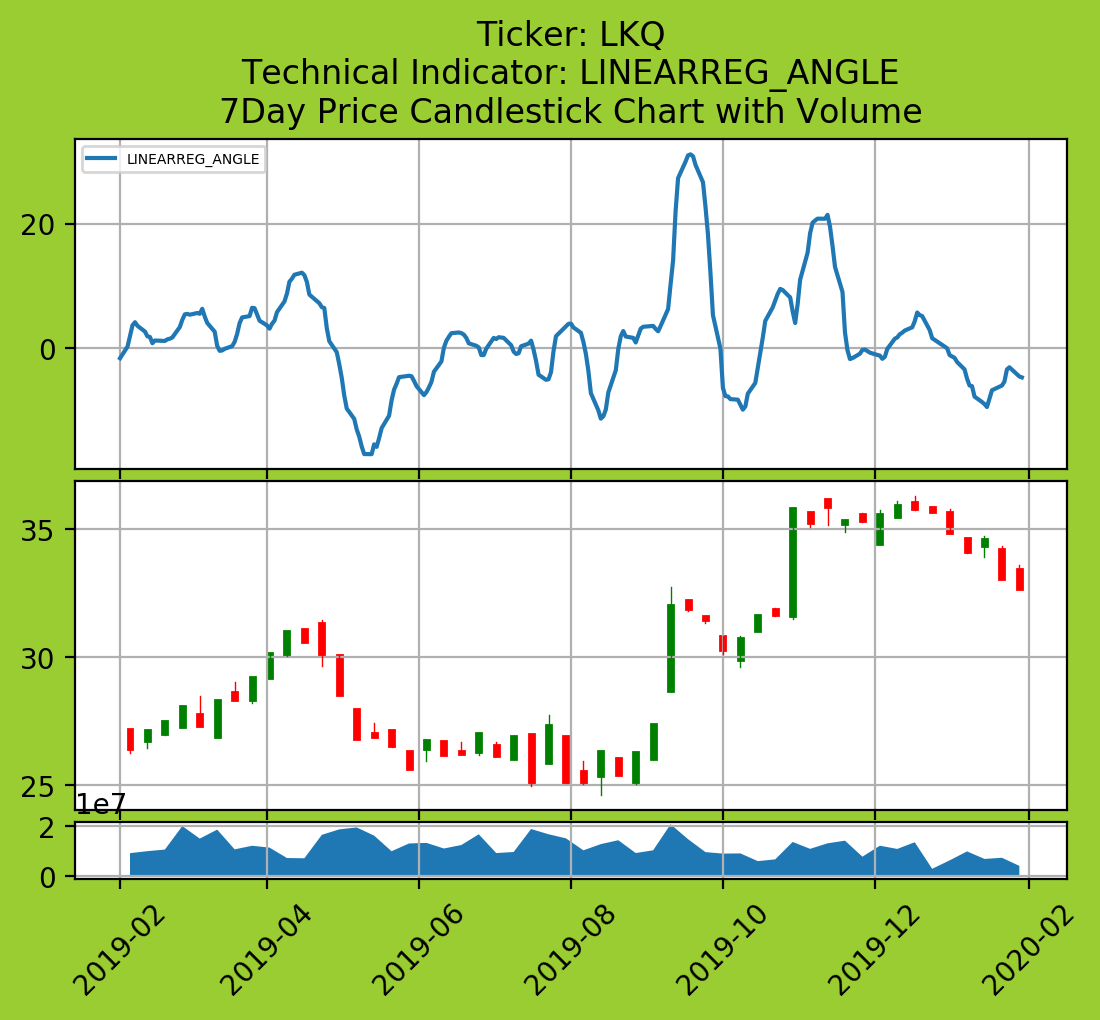 Ticker: LKQ
Technical Indicator: LINEARREG_ANGLE
7Day Price Candlestick Chart with Volume
LINEARREG_ANGLE
20
0
35
30
25
1e7
2
0
2019-02
2019-04
2019-06
2019-08
2019-10
2019-12
2020-02